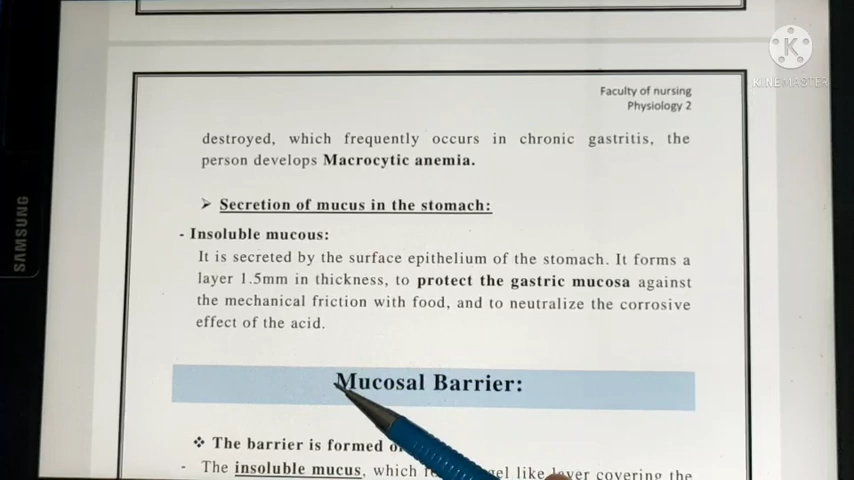 K
KINEMASTER
SAMSUNG
Faculty of nursing
Physiology 2
destroyed, which frequently occurs in chronic gastritis, the
person develops Macrocytic anemia.
➢ Secretion of mucus in the stomach:
- Insoluble mucous:
It is secreted by the surface epithelium of the stomach. It forms a
layer 1.5mm in thickness, to protect the gastric mucosa against
the mechanical friction with food, and to neutralize the corrosive
effect of the acid.
Mucosal Barrier:
❖ The barrier is formed
- The insoluble mucus, which gel like layer covering the